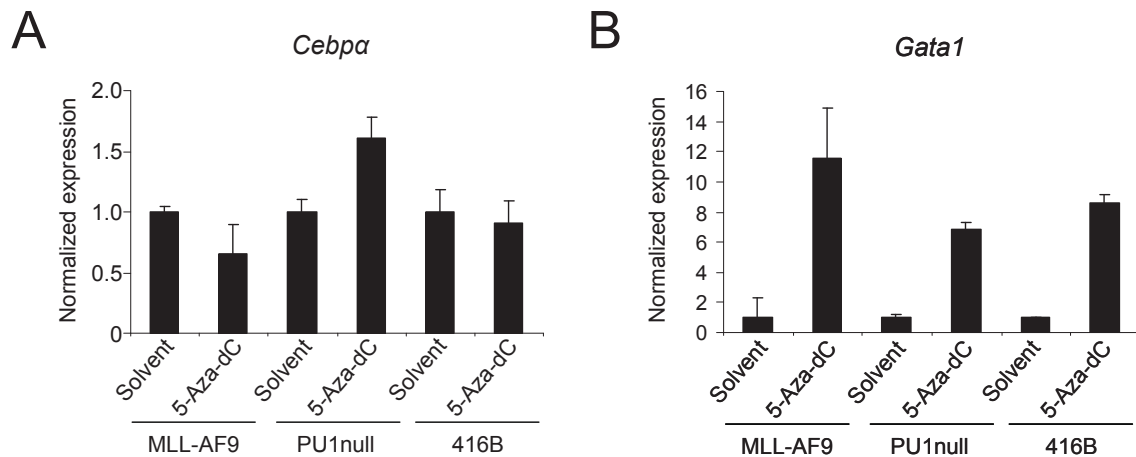 A
Cebpα
Normalized expression
2.0
1.5
1.0
0.5
0
Solvent
5-Aza-dC
Solvent
5-Aza-dC
Solvent
5-Aza-dC
MLL-AF9
PU1null
416B
B
Gata1
Normalized expression
16
14
12
10
8
6
4
2
0
Solvent
5-Aza-dC
Solvent
5-Aza-dC
Solvent
5-Aza-dC
MLL-AF9
PU1null
416B